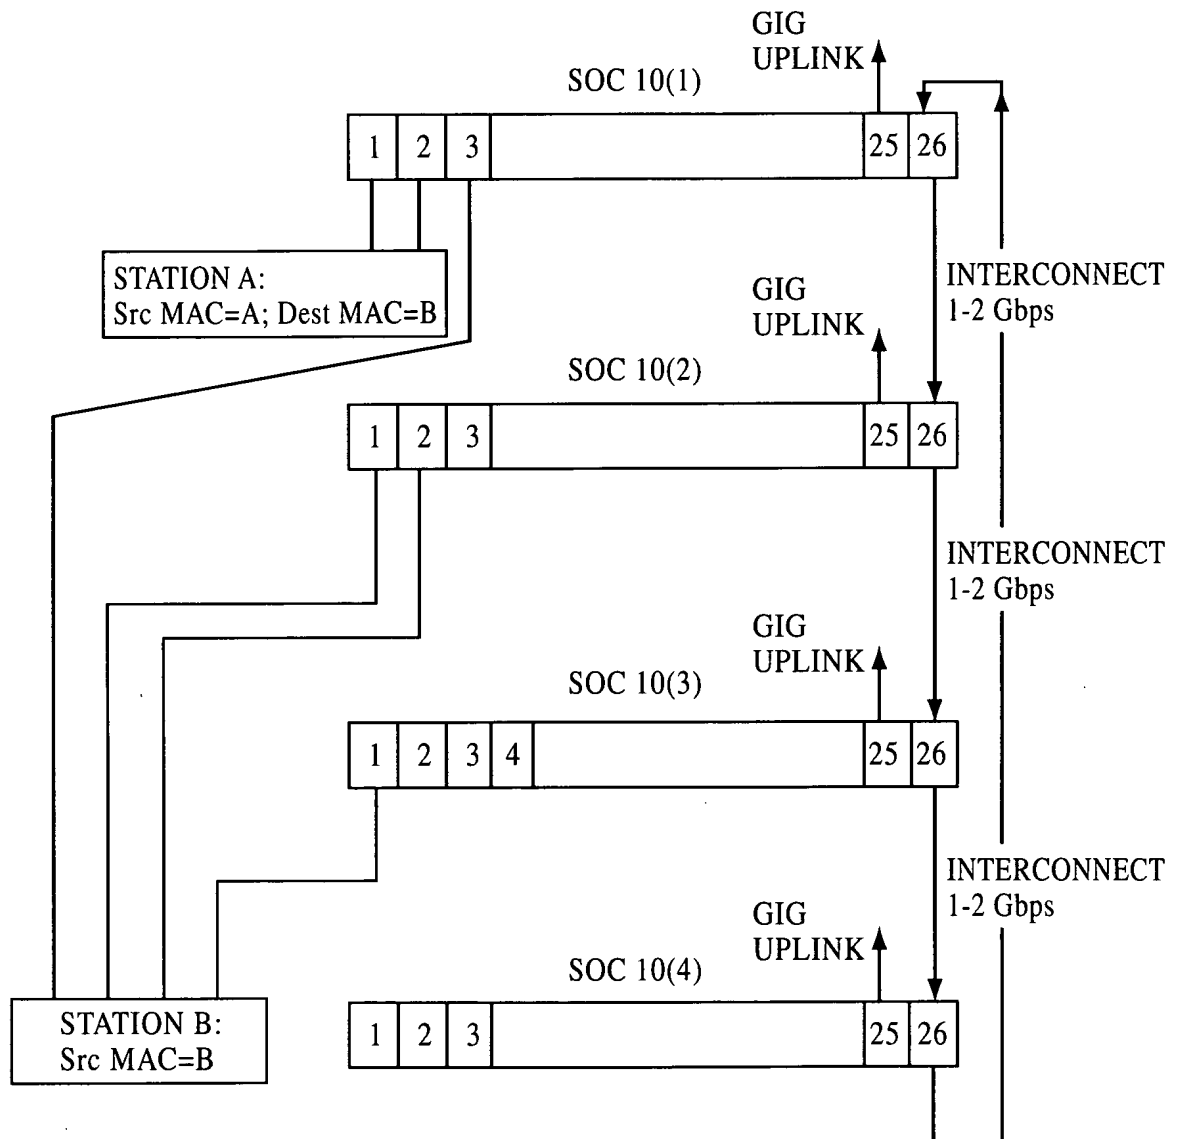 GIG
UPLINK
SOC 10(1)
1 2 3 25 26
STATION A:
Src MAC=A; Dest MAC=B
INTERCONNECT
1-2 Gbps
GIG
UPLINK
SOC 10(2)
1 2 3 25 26
INTERCONNECT
1-2 Gbps
GIG
UPLINK
SOC 10(3)
1 2 3 4 25 26
INTERCONNECT
1-2 Gbps
GIG
UPLINK
SOC 10(4)
1 2 3 25 26
STATION B:
Src MAC=B